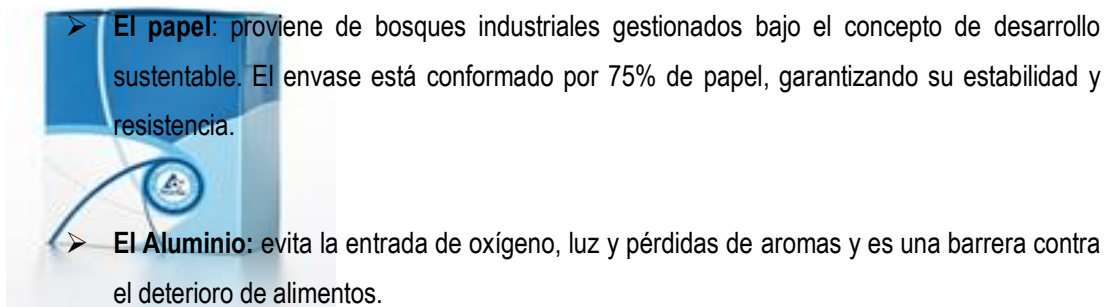 ➢ El papel: proviene de bosques industriales gestionados bajo el concepto de desarrollo
sustentable. El envase está conformado por 75% de papel, garantizando su estabilidad y
resistencia.
➢ El Aluminio: evita la entrada de oxígeno, luz y pérdidas de aromas y es una barrera contra
el deterioro de alimentos.